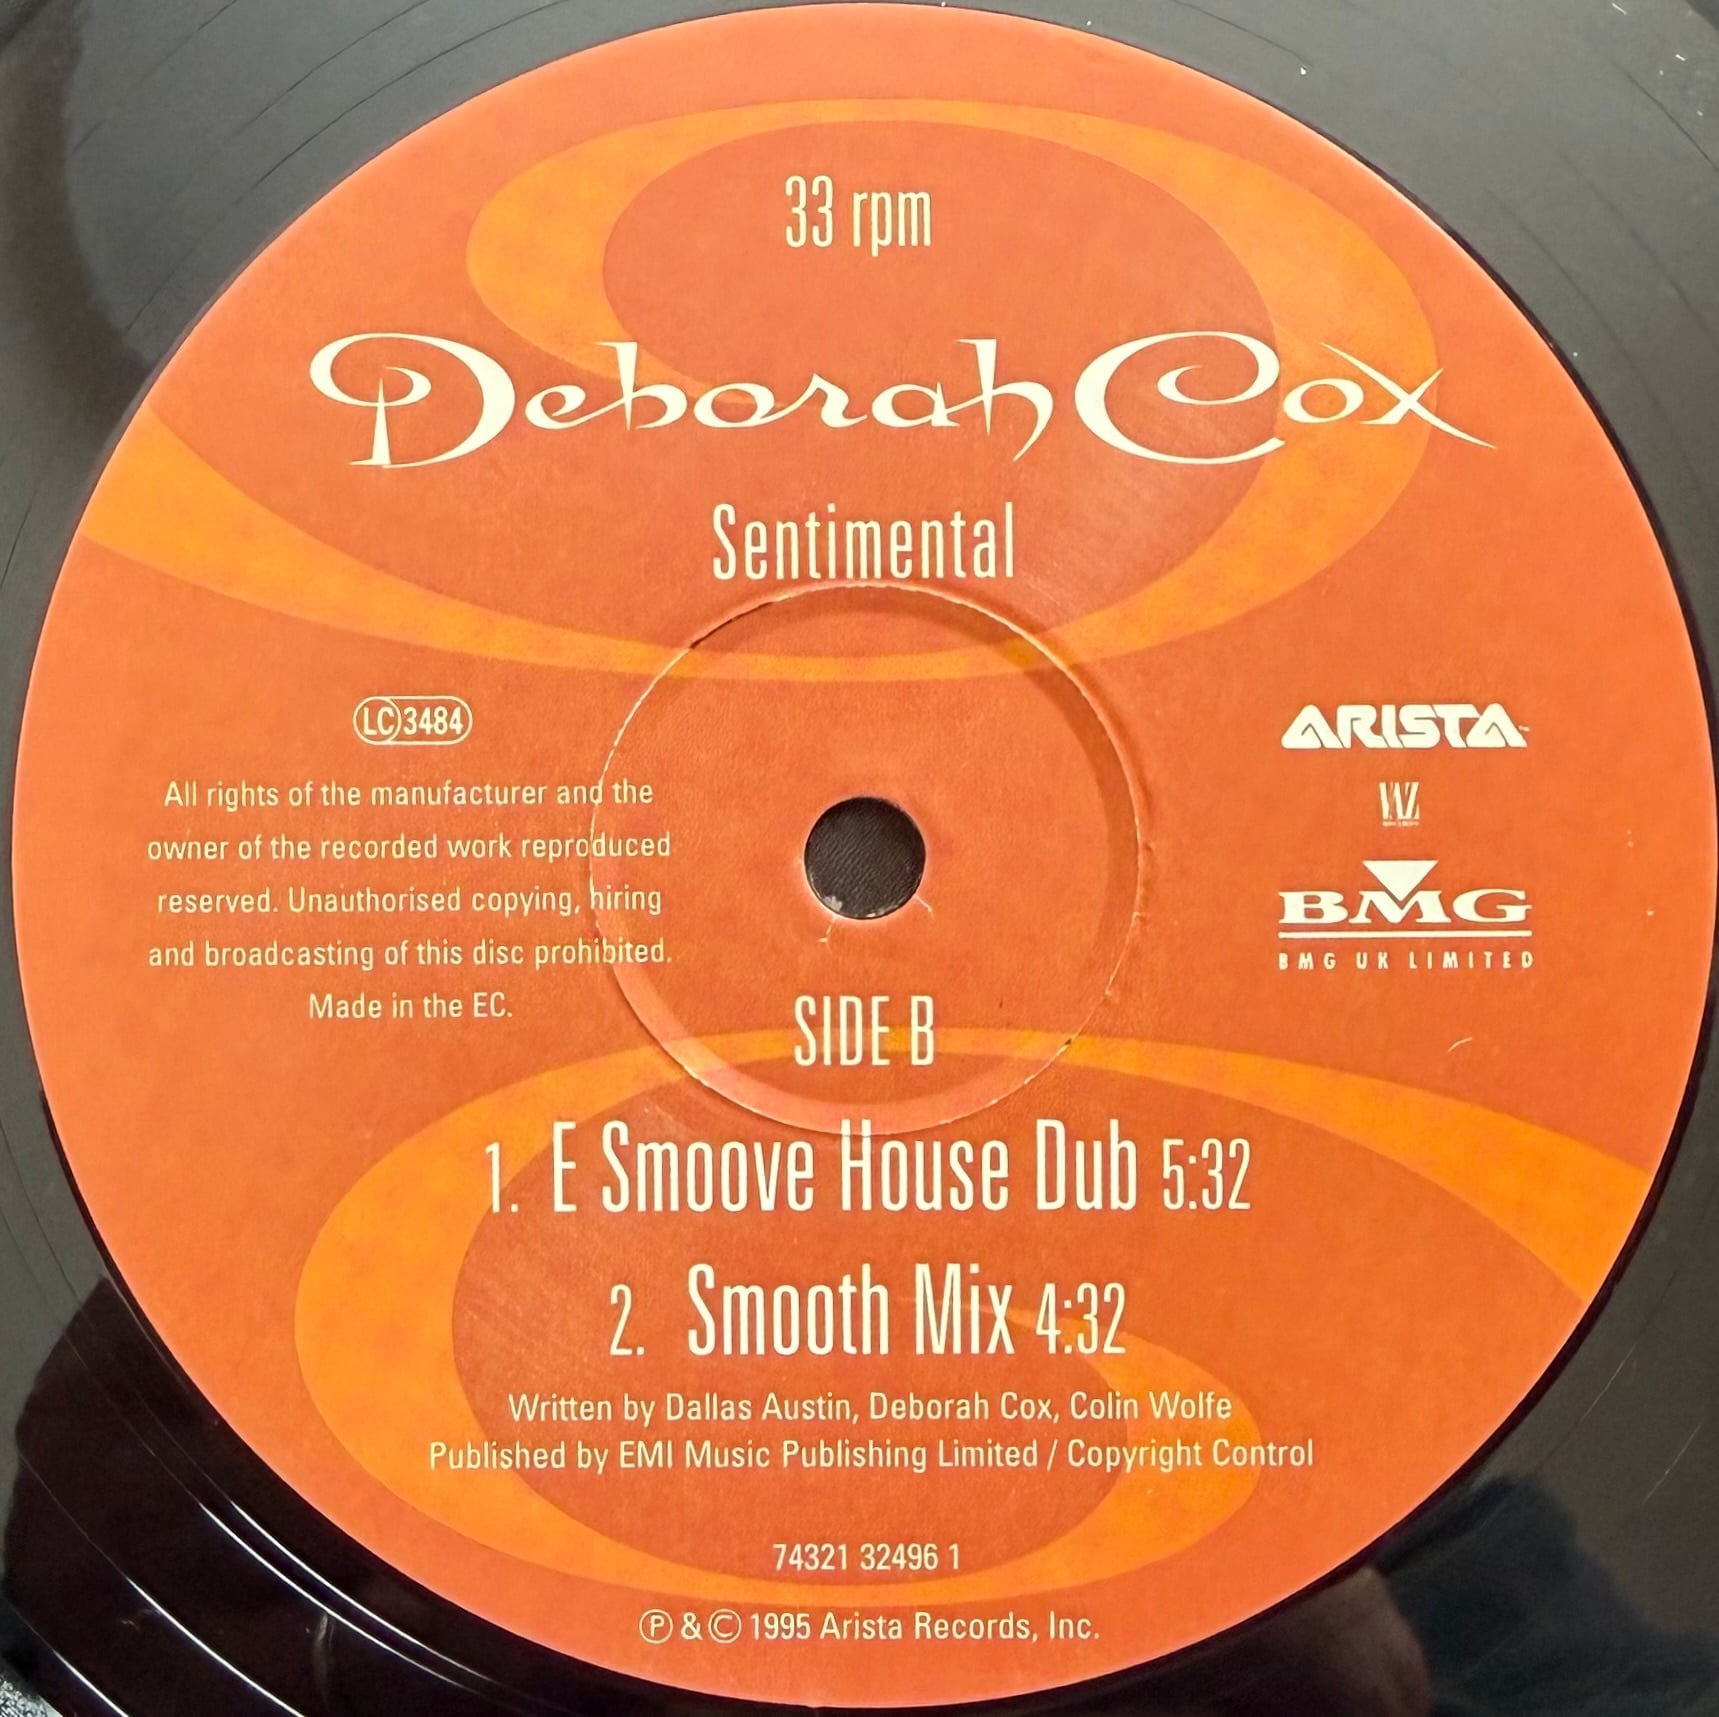 33 rpm
Deborah Cox
Sentimental
LC 3484
All rights of the manufacturer and the
owner of the recorded work reproduced
reserved. Unauthorised copying, hiring
and broadcasting of this disc prohibited.
Made in the EC.
ARISTA
BMG
BMG UK LIMITED
SIDE B
1. E Smoove House Dub 5:32
2. Smooth Mix 4:32
Written by Dallas Austin, Deborah Cox, Colin Wolfe
Published by EMI Music Publishing Limited / Copyright Control
74321 32496 1
℗ & © 1995 Arista Records, Inc.